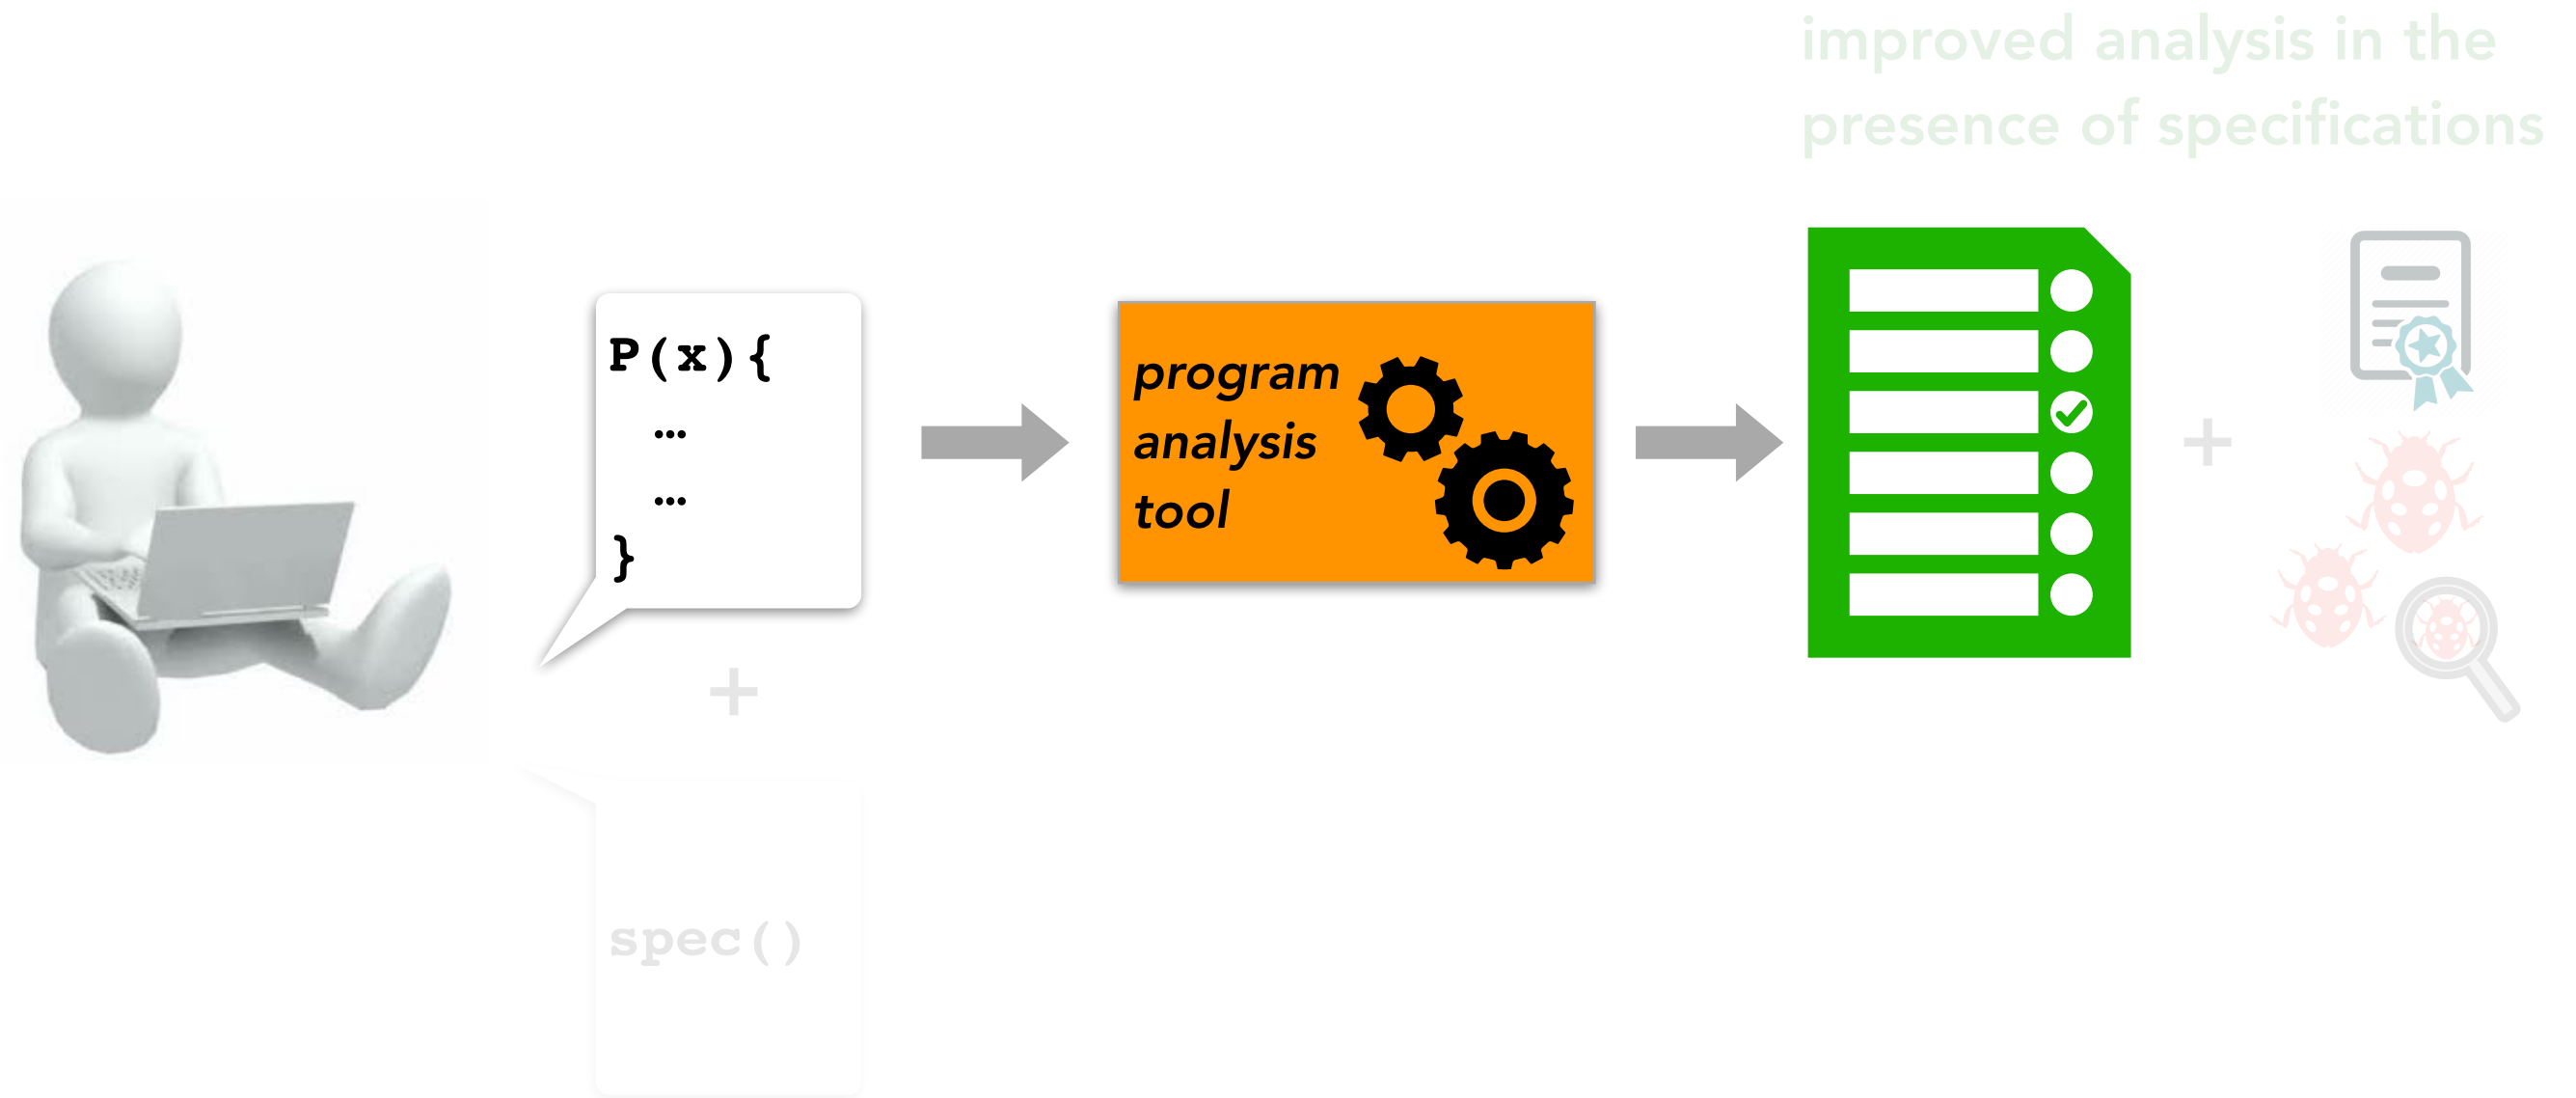 improved analysis in the
presence of specifications
P(x){
…
…
}
program
analysis
tool
+
+
spec()